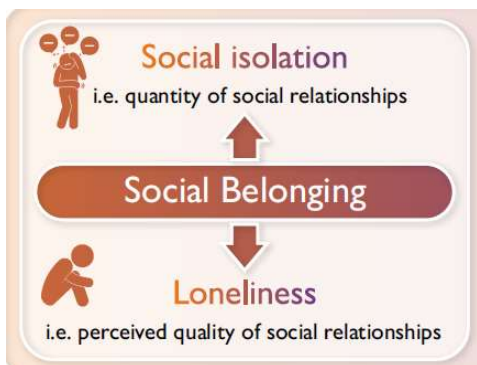 Social isolation
i.e. quantity of social relationships
Social Belonging
Loneliness
i.e. perceived quality of social relationships